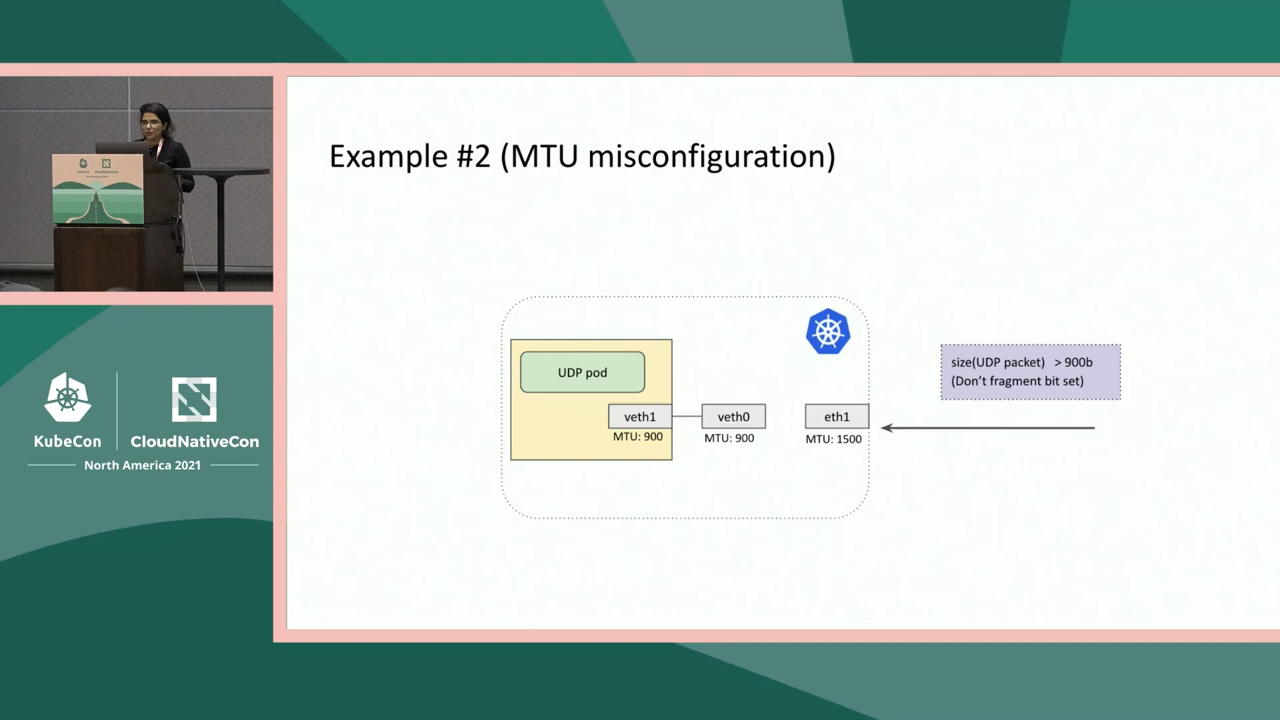 Example #2 (MTU misconfiguration)
UDP pod
veth1
MTU: 900
veth0
MTU: 900
eth1
MTU: 1500
size(UDP packet) > 900b
(Don't fragment bit set)
KubeCon
CloudNativeCon
North America 2021